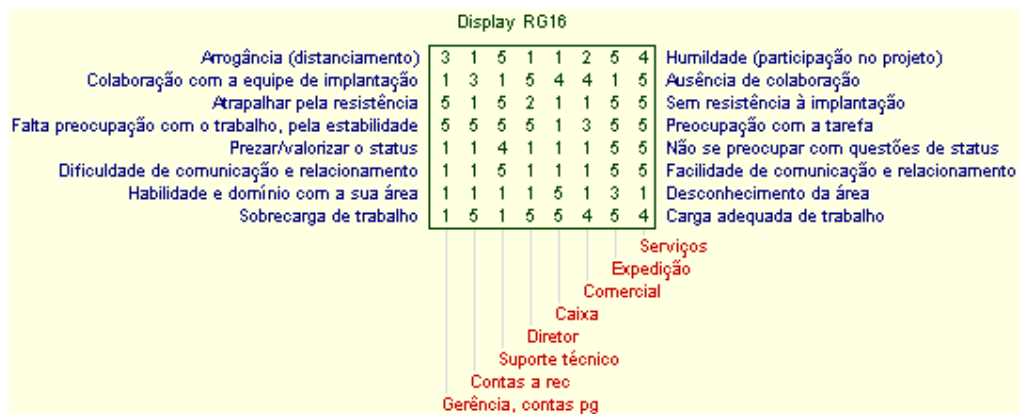 Display RG16
Arrogância (distanciamento) 3 1 5 1 1 2 5 4 Humildade (participação no projeto)
Colaboração com a equipe de implantação 1 3 1 5 4 4 1 5 Ausência de colaboração
Atrapalhar pela resistência 5 1 5 2 1 1 5 5 Sem resistência à implantação
Falta preocupação com o trabalho, pela estabilidade 5 5 5 5 1 3 5 5 Preocupação com a tarefa
Prezar/valorizar o status 1 1 4 1 1 1 5 5 Não se preocupar com questões de status
Dificuldade de comunicação e relacionamento 1 1 5 1 1 1 5 5 Facilidade de comunicação e relacionamento
Habilidade e domínio com a sua área 1 1 1 1 5 1 3 1 Desconhecimento da área
Sobrecarga de trabalho 1 5 1 5 5 4 5 4 Carga adequada de trabalho
Serviços
Expedição
Comercial
Caixa
Diretor
Suporte técnico
Contas a rec
Gerência, contas pg